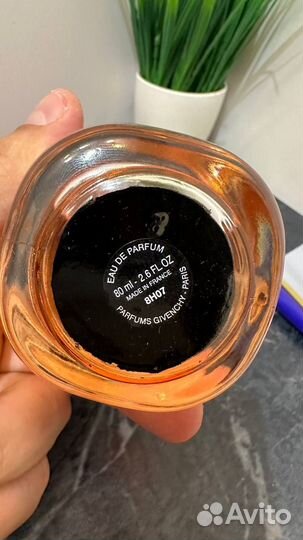 EAU DE PARFUM
80 ml - 2.6 FL.OZ
MADE IN FRANCE
8H07
PARFUMS GIVENCHY - PARIS
Avito